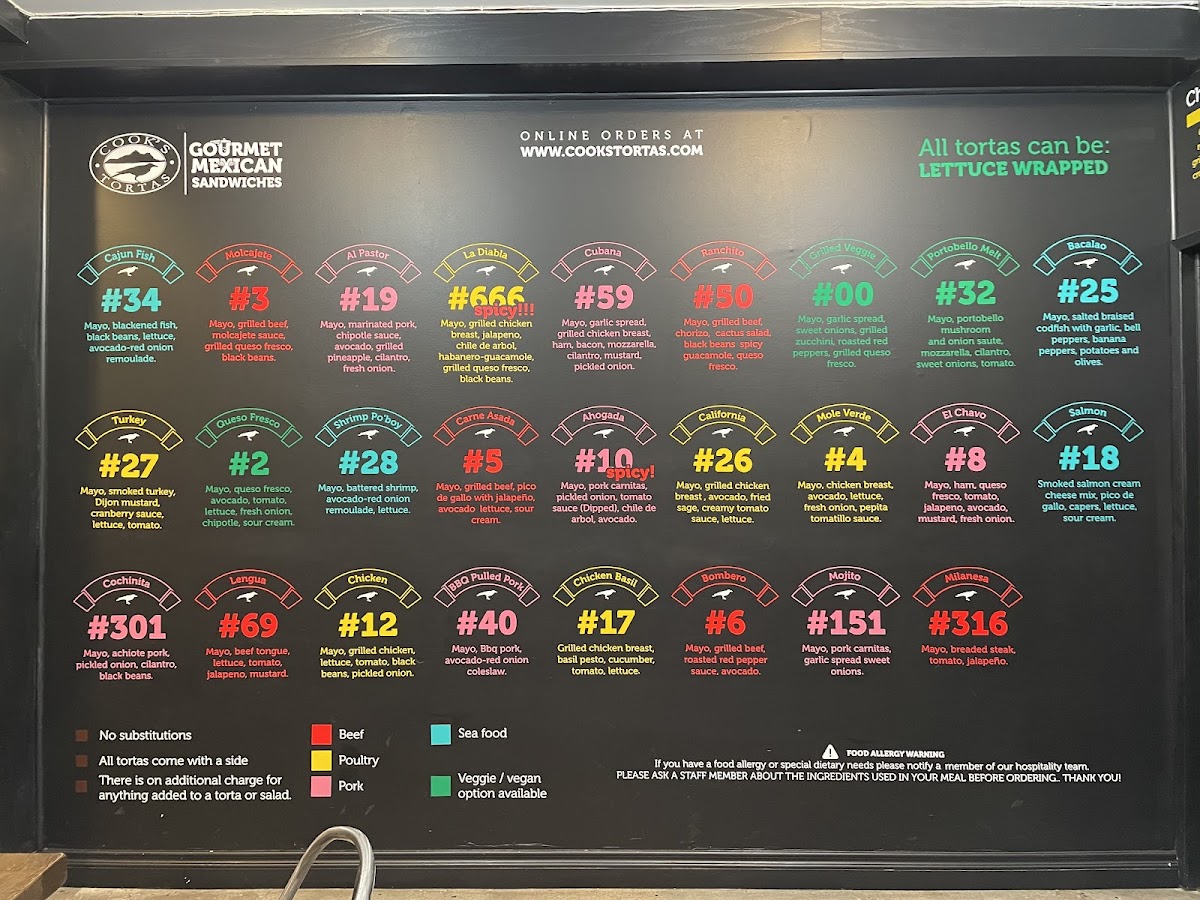 COOK'S
TORTAS
GOURMET
MEXICAN
SANDWICHES
ONLINE ORDERS AT
WWW.COOKSTORTAS.COM
All tortas can be:
LETTUCE WRAPPED
Cajun Fish
#34
Mayo, blackened fish,
black beans, lettuce,
avocado-red onion
remoulade.
Molcajete
#3
Mayo, grilled beef,
molcajete sauce,
grilled queso fresco,
black beans.
Al Pastor
#19
Mayo, marinated pork,
chipotle sauce,
avocado, grilled
pineapple, cilantro,
fresh onion.
La Diabla
#666
spicy!!!
Mayo, grilled chicken
breast, jalapeno,
chile de arbol,
habanero-guacamole,
grilled queso fresco,
black beans.
Cubana
#59
Mayo, garlic spread,
grilled chicken breast,
ham, bacon, mozzarella,
cilantro, mustard,
pickled onion.
Ranchito
#50
Mayo, grilled beef,
chorizo, cactus salad,
black beans spicy
guacamole, queso
fresco.
Grilled Veggie
#00
Mayo, garlic spread,
sweet onions, grilled
zucchini, roasted red
peppers, grilled queso
fresco.
Portobello Melt
#32
Mayo, portobello
mushroom
and onion saute,
mozzarella, cilantro,
sweet onions, tomato.
Bacalao
#25
Mayo, salted braised
codfish with garlic, bell
peppers, banana
peppers, potatoes and
olives.
Turkey
#27
Mayo, smoked turkey,
Dijon mustard,
cranberry sauce,
lettuce, tomato.
Queso Fresco
#2
Mayo, queso fresco,
avocado, tomato,
lettuce, fresh onion,
chipotle, sour cream.
Shrimp Po'boy
#28
Mayo, battered shrimp,
avocado-red onion
remoulade, lettuce.
Carne Asada
#5
Mayo, grilled beef, pico
de gallo with jalapeño,
avocado lettuce, sour
cream.
Ahogada
#10
spicy!
Mayo, pork carnitas,
pickled onion, tomato
sauce (Dipped), chile de
arbol, avocado.
California
#26
Mayo, grilled chicken
breast , avocado, fried
sage, creamy tomato
sauce, lettuce.
Mole Verde
#4
Mayo, chicken breast,
avocado, lettuce,
fresh onion, pepita
tomatillo sauce.
El Chavo
#8
Mayo, ham, queso
fresco, tomato,
jalapeno, avocado,
mustard, fresh onion.
Salmon
#18
Smoked salmon cream
cheese mix, pico de
gallo, capers, lettuce,
sour cream.
Cochinita
#301
Mayo, achiote pork,
pickled onion, cilantro,
black beans.
Lengua
#69
Mayo, beef tongue,
lettuce, tomato,
jalapeno, mustard.
Chicken
#12
Mayo, grilled chicken,
lettuce, tomato, black
beans, pickled onion.
BBQ Pulled Pork
#40
Mayo, Bbq pork,
avocado-red onion
coleslaw.
Chicken Basil
#17
Grilled chicken breast,
basil pesto, cucumber,
tomato, lettuce.
Bombero
#6
Mayo, grilled beef,
roasted red pepper
sauce, avocado.
Mojito
#151
Mayo, pork carnitas,
garlic spread sweet
onions.
Milanesa
#316
Mayo, breaded steak,
tomato, jalapeño.
No substitutions
All tortas come with a side
There is on additional charge for
anything added to a torta or salad.
Beef
Poultry
Pork
Sea food
Veggie / vegan
option available
FOOD ALLERGY WARNING
If you have a food allergy or special dietary needs please notify a member of our hospitality team.
PLEASE ASK A STAFF MEMBER ABOUT THE INGREDIENTS USED IN YOUR MEAL BEFORE ORDERING.. THANK YOU!